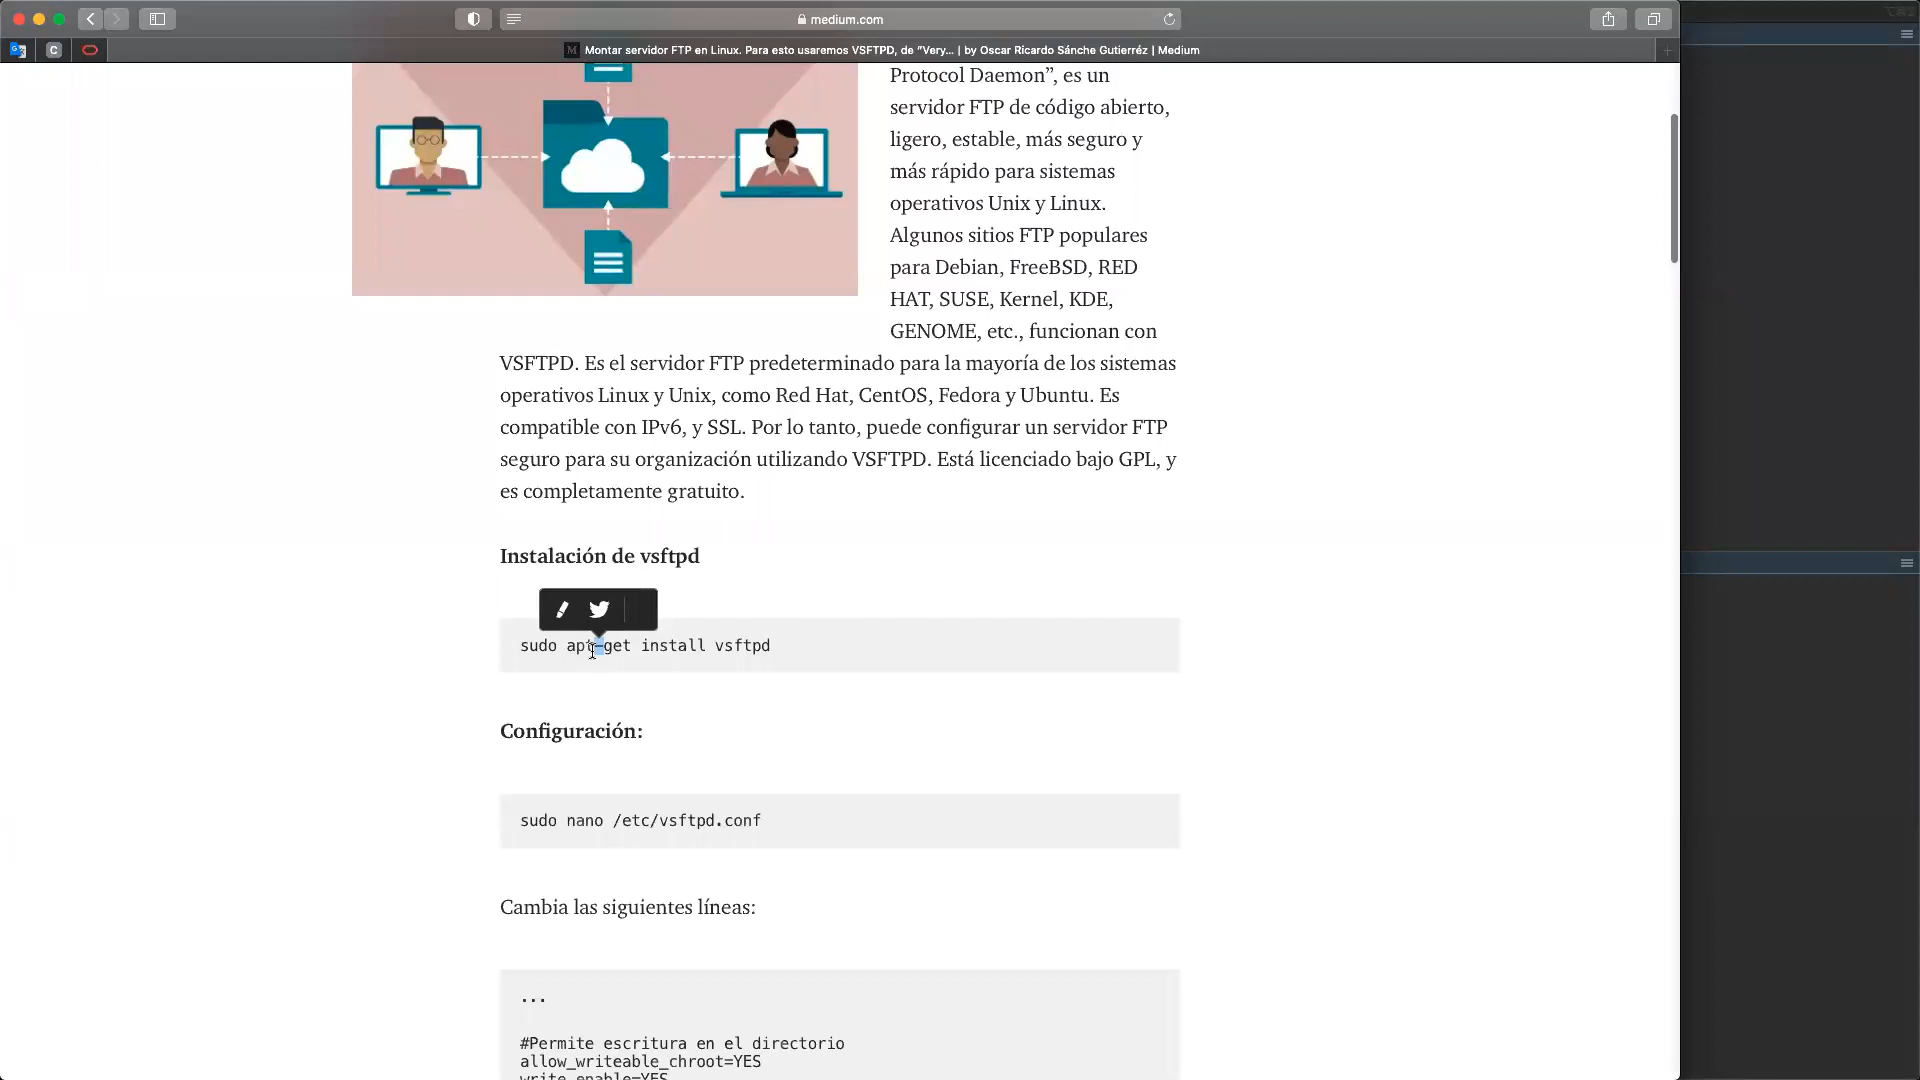 medium.com
Montar servidor FTP en Linux. Para esto usaremos VSFTPD, de "Very... | by Oscar Ricardo Sánche Gutierréz | Medium
Protocol Daemon”, es un
servidor FTP de código abierto,
ligero, estable, más seguro y
más rápido para sistemas
operativos Unix y Linux.
Algunos sitios FTP populares
para Debian, FreeBSD, RED
HAT, SUSE, Kernel, KDE,
GENOME, etc., funcionan con
VSFTPD. Es el servidor FTP predeterminado para la mayoría de los sistemas
operativos Linux y Unix, como Red Hat, CentOS, Fedora y Ubuntu. Es
compatible con IPv6, y SSL. Por lo tanto, puede configurar un servidor FTP
seguro para su organización utilizando VSFTPD. Está licenciado bajo GPL, y
es completamente gratuito.
Instalación de vsftpd
sudo apt-get install vsftpd
Configuración:
sudo nano /etc/vsftpd.conf
Cambia las siguientes líneas:
...
#Permite escritura en el directorio
allow_writeable_chroot=YES
write_enable=YES